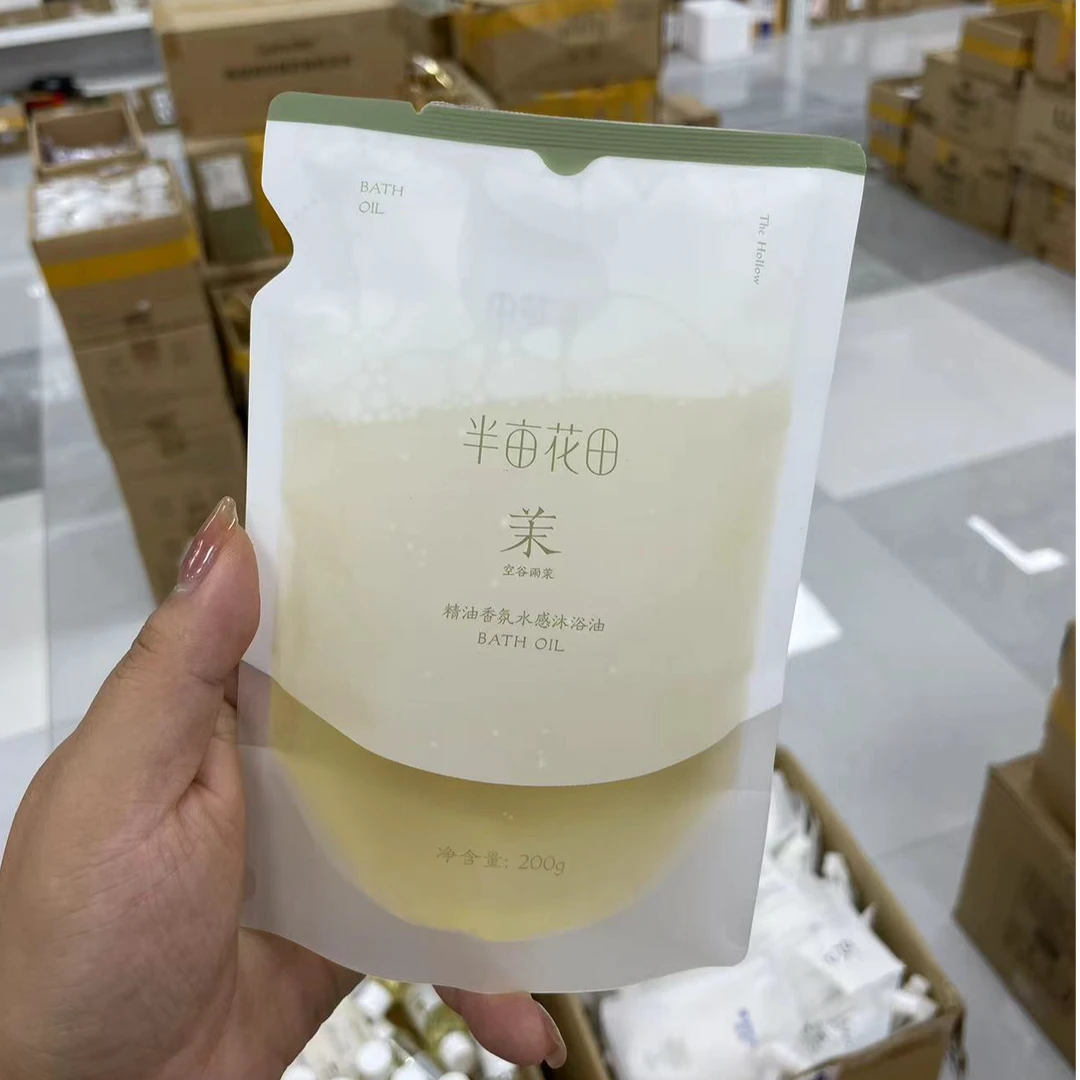 BATH
OIL
The Hollow
半亩花田
茉
空谷雨茉
精油香氛水感沐浴油
BATH OIL
净含量: 200g